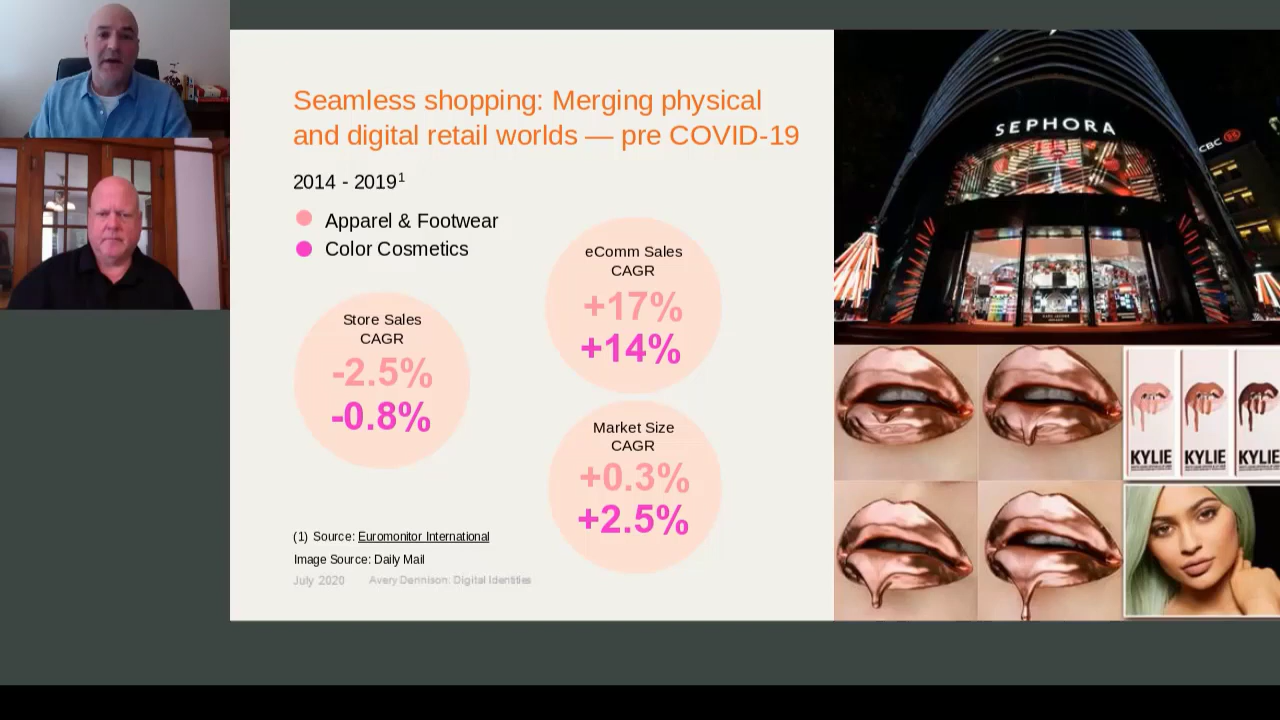 Seamless shopping: Merging physical
and digital retail worlds — pre COVID-19
2014 - 2019¹
Apparel & Footwear
Color Cosmetics
Store Sales
CAGR
-2.5%
-0.8%
eComm Sales
CAGR
+17%
+14%
Market Size
CAGR
+0.3%
+2.5%
(1) Source: Euromonitor International
Image Source: Daily Mail
July 2020 Avery Dennison: Digital Identities
SEPHORA
CBC
KYLIE
KYLIE
KYLIE